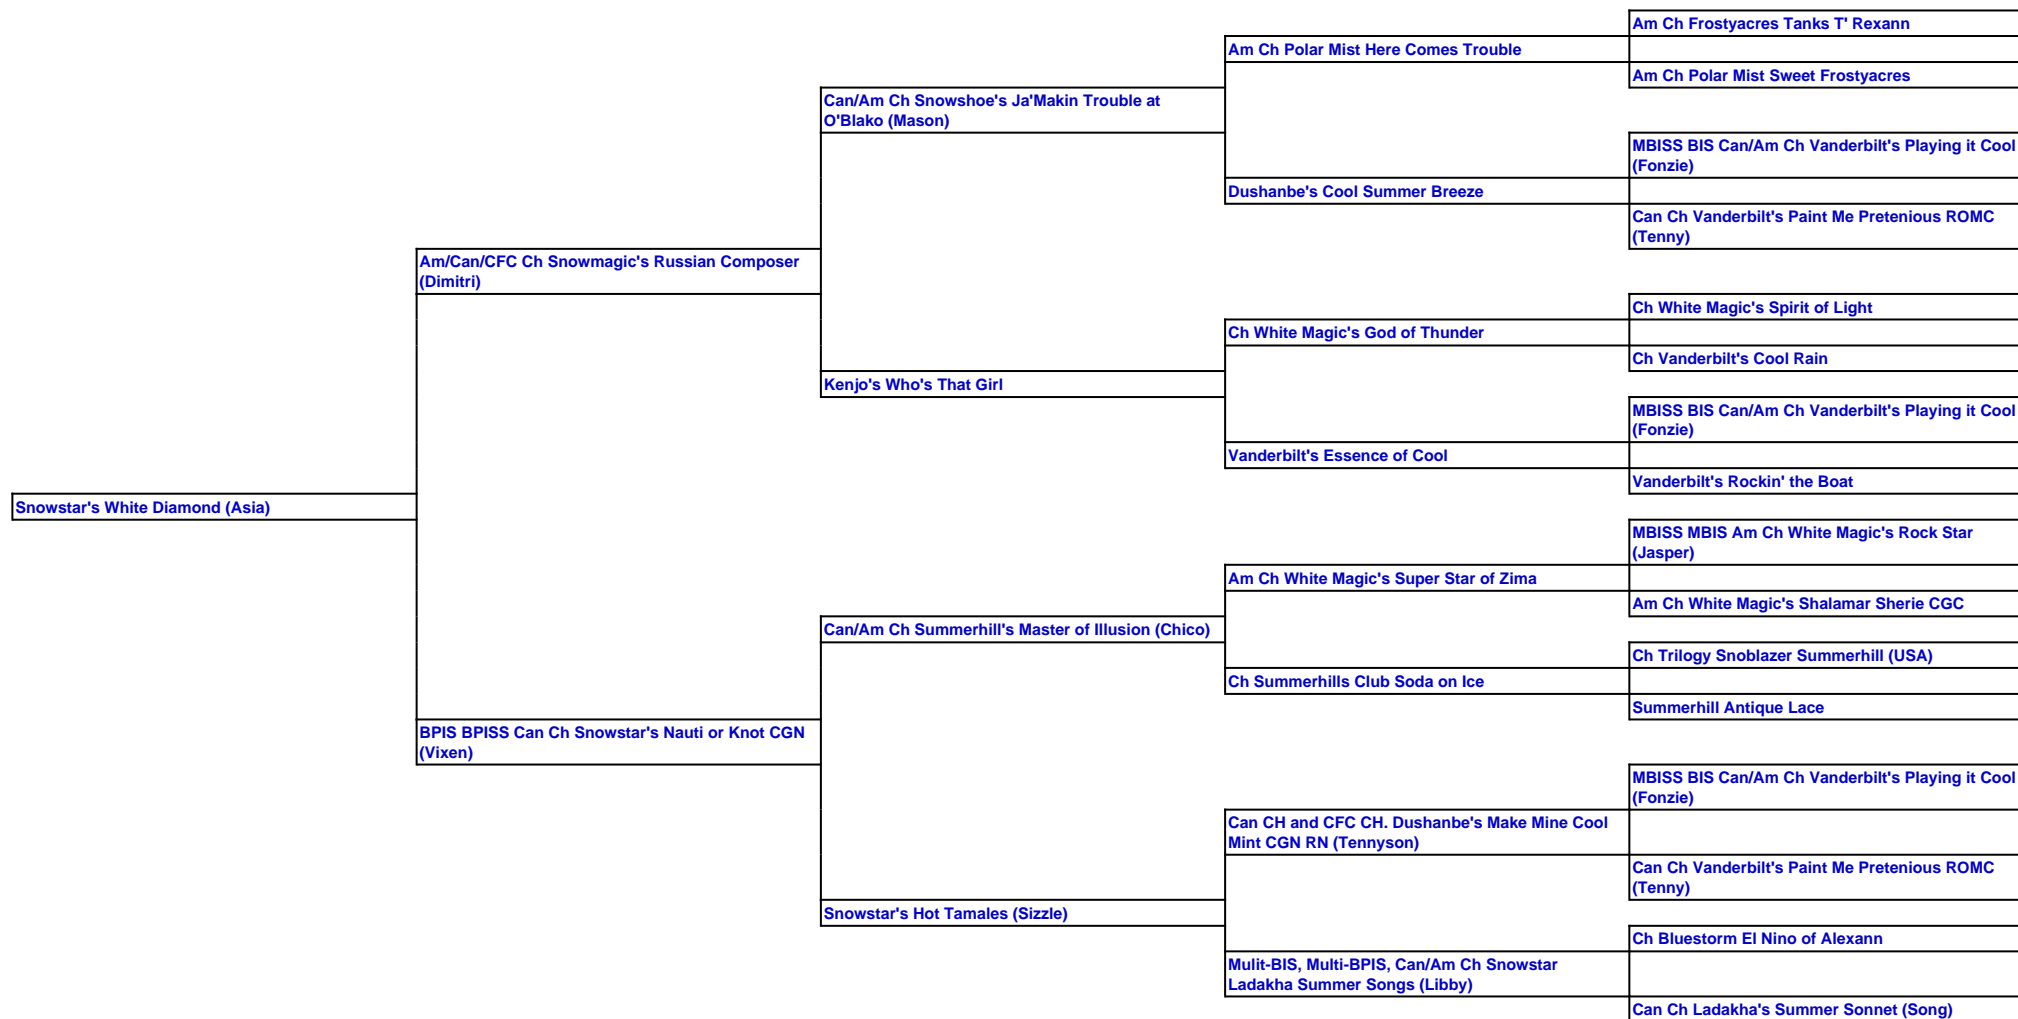 Am Ch Frostyacres Tanks T' Rexann
Am Ch Polar Mist Here Comes Trouble
Am Ch Polar Mist Sweet Frostyacres
Can/Am Ch Snowshoe's Ja'Makin Trouble at
O'Blako (Mason)
MBISS BIS Can/Am Ch Vanderbilt's Playing it Cool
(Fonzie)
Dushanbe's Cool Summer Breeze
Can Ch Vanderbilt's Paint Me Pretenious ROMC
(Tenny)
Am/Can/CFC Ch Snowmagic's Russian Composer
(Dimitri)
Ch White Magic's Spirit of Light
Ch White Magic's God of Thunder
Ch Vanderbilt's Cool Rain
Kenjo's Who's That Girl
MBISS BIS Can/Am Ch Vanderbilt's Playing it Cool
(Fonzie)
Vanderbilt's Essence of Cool
Vanderbilt's Rockin' the Boat
Snowstar's White Diamond (Asia)
MBISS MBIS Am Ch White Magic's Rock Star
(Jasper)
Am Ch White Magic's Super Star of Zima
Am Ch White Magic's Shalamar Sherie CGC
Can/Am Ch Summerhill's Master of Illusion (Chico)
Ch Trilogy Snoblazer Summerhill (USA)
Ch Summerhills Club Soda on Ice
Summerhill Antique Lace
BPIS BPISS Can Ch Snowstar's Nauti or Knot CGN
(Vixen)
MBISS BIS Can/Am Ch Vanderbilt's Playing it Cool
(Fonzie)
Can CH and CFC CH. Dushanbe's Make Mine Cool
Mint CGN RN (Tennyson)
Can Ch Vanderbilt's Paint Me Pretenious ROMC
(Tenny)
Snowstar's Hot Tamales (Sizzle)
Ch Bluestorm El Nino of Alexann
Mulit-BIS, Multi-BPIS, Can/Am Ch Snowstar
Ladakha Summer Songs (Libby)
Can Ch Ladakha's Summer Sonnet (Song)